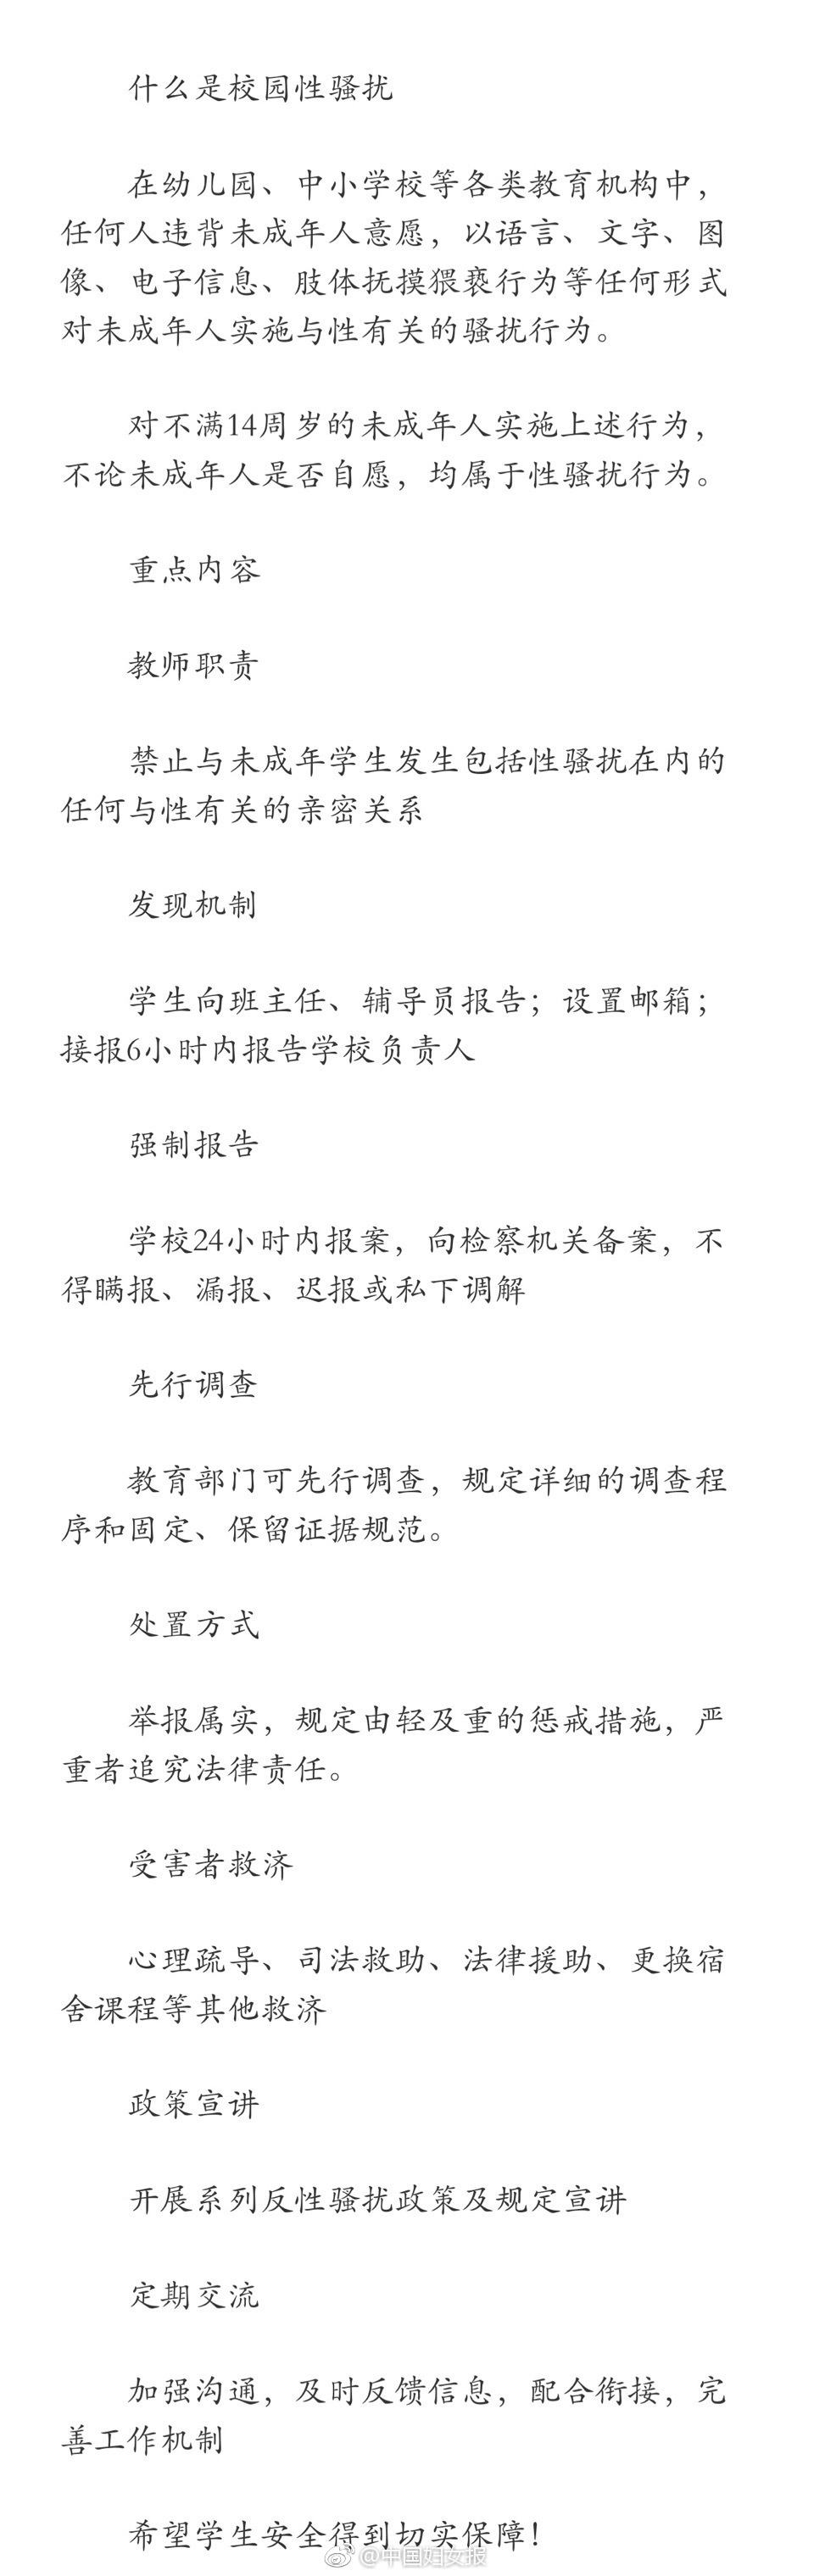 什么是校园性骚扰
在幼儿园、中小学校等各类教育机构中，
任何人违背未成年人意愿，以语言、文字、图
像、电子信息、肢体抚摸猥亵行为等任何形式
对未成年人实施与性有关的骚扰行为。
对不满14周岁的未成年人实施上述行为，
不论未成年人是否自愿，均属于性骚扰行为。
重点内容
教师职责
禁止与未成年学生发生包括性骚扰在内的
任何与性有关的亲密关系
发现机制
学生向班主任、辅导员报告；设置邮箱；
接报6小时内报告学校负责人
强制报告
学校24小时内报案，向检察机关备案，不
得瞒报、漏报、迟报或私下调解
先行调查
教育部门可先行调查，规定详细的调查程
序和固定、保留证据规范。
处置方式
举报属实，规定由轻及重的惩戒措施，严
重者追究法律责任。
受害者救济
心理疏导、司法救助、法律援助、更换宿
舍课程等其他救济
政策宣讲
开展系列反性骚扰政策及规定宣讲
定期交流
加强沟通，及时反馈信息，配合衔接，完
善工作机制
希望学生安全得到切实保障！
@中国妇女报